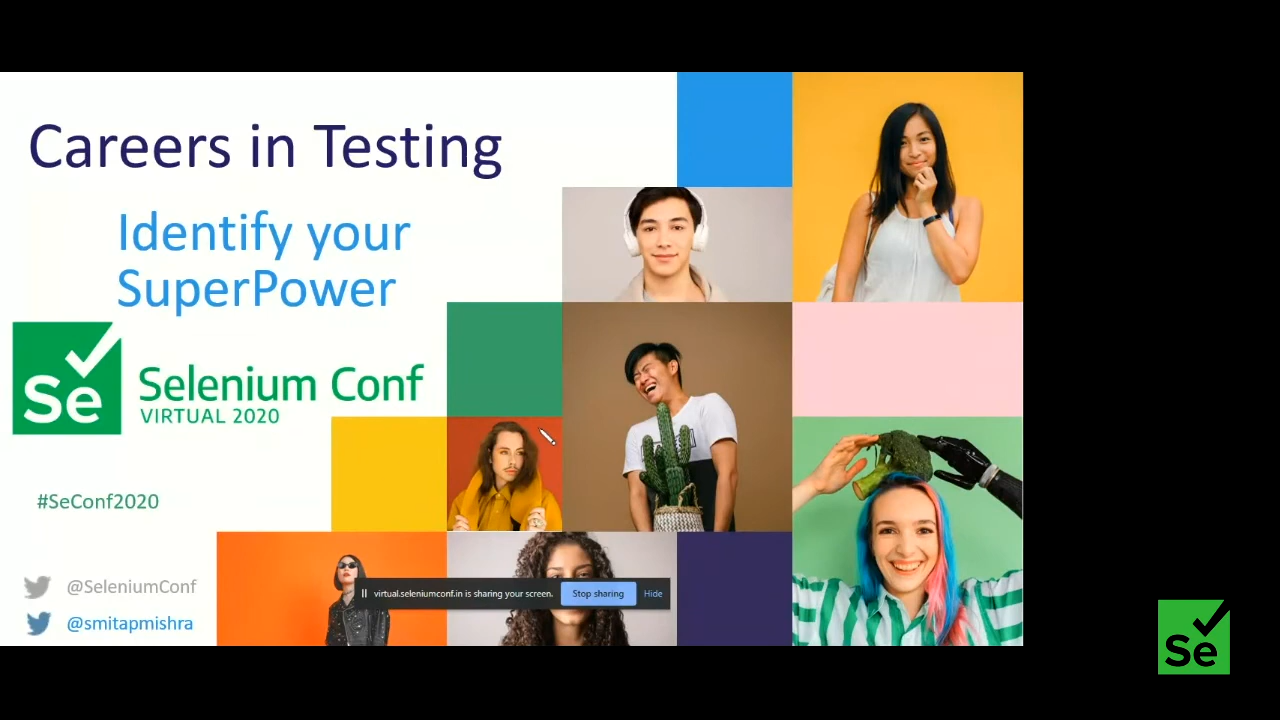 Careers in Testing
Identify your
SuperPower
Se
Selenium Conf
VIRTUAL 2020
#SeConf2020
@SeleniumConf
@smitapmishra
virtual.seleniumconf.in is sharing your screen.
Stop sharing
Hide
Se